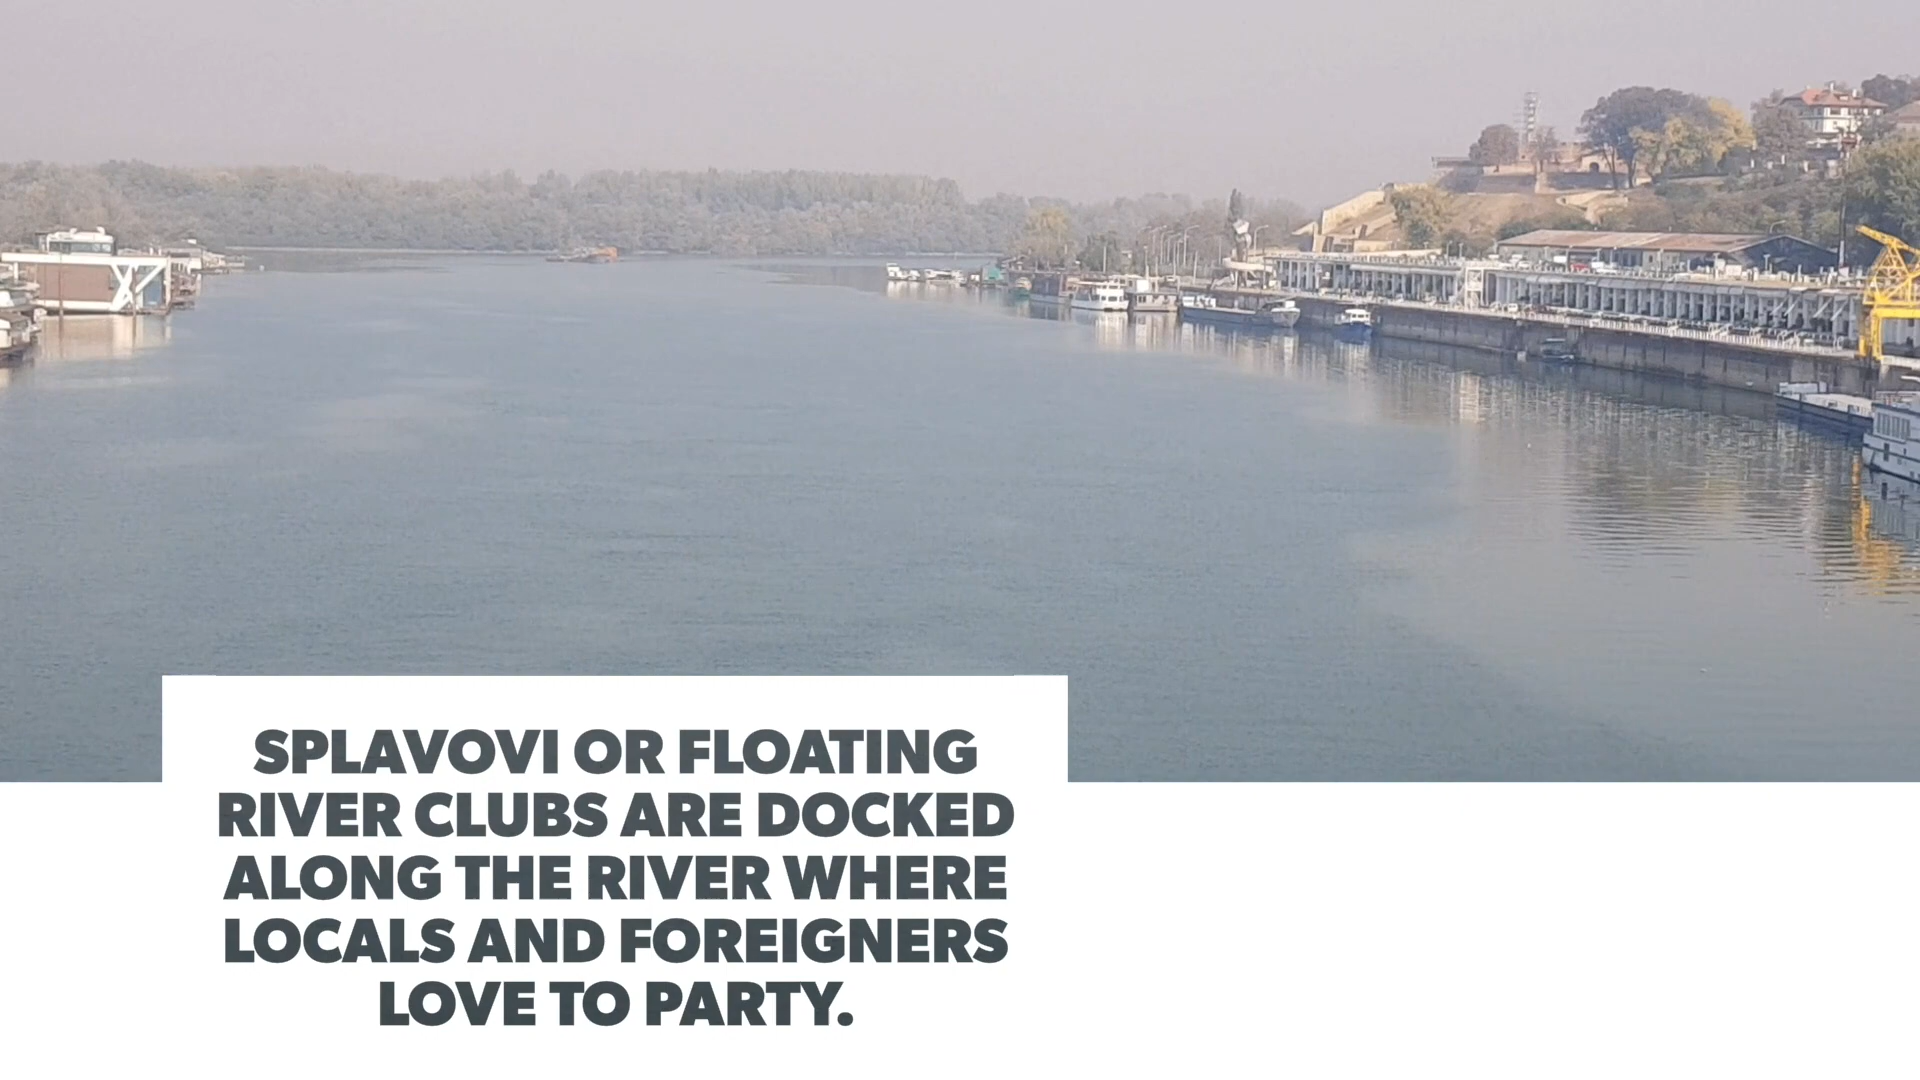 SPLAVOVI OR FLOATING
RIVER CLUBS ARE DOCKED
ALONG THE RIVER WHERE
LOCALS AND FOREIGNERS
LOVE TO PARTY.